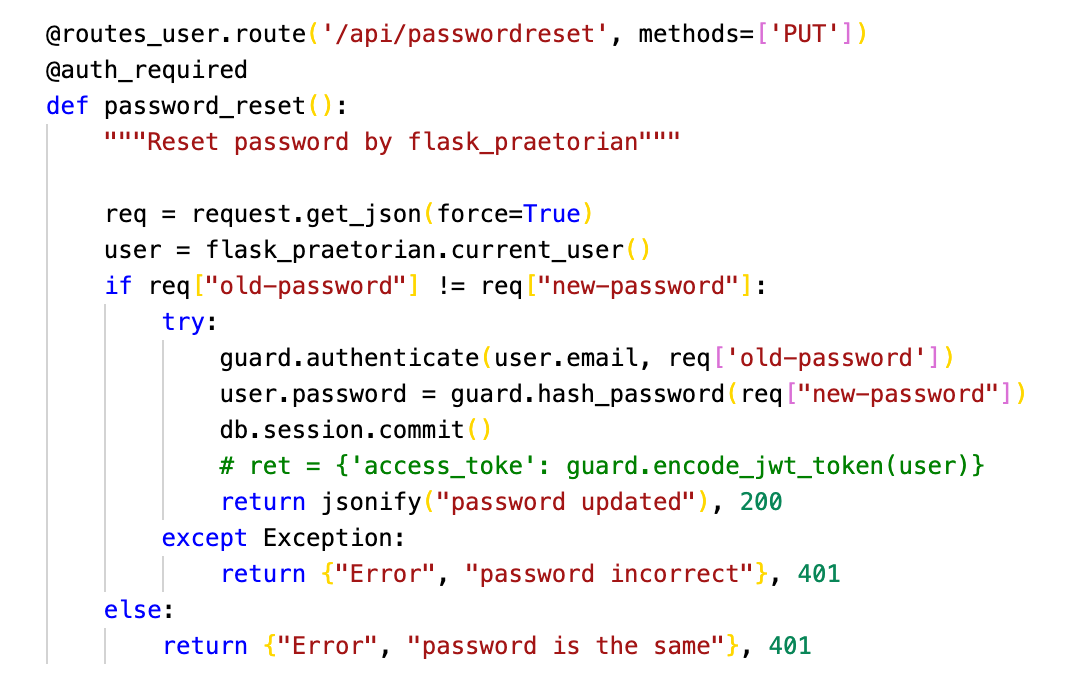 @routes_user.route('/api/passwordreset', methods=['PUT'])
@auth_required
def password_reset():
    """Reset password by flask_praetorian"""
    req = request.get_json(force=True)
    user = flask_praetorian.current_user()
    if req["old-password"] != req["new-password"]:
        try:
            guard.authenticate(user.email, req['old-password'])
            user.password = guard.hash_password(req["new-password"])
            db.session.commit()
            # ret = {'access_toke': guard.encode_jwt_token(user)}
            return jsonify("password updated"), 200
        except Exception:
            return {"Error", "password incorrect"}, 401
    else:
        return {"Error", "password is the same"}, 401